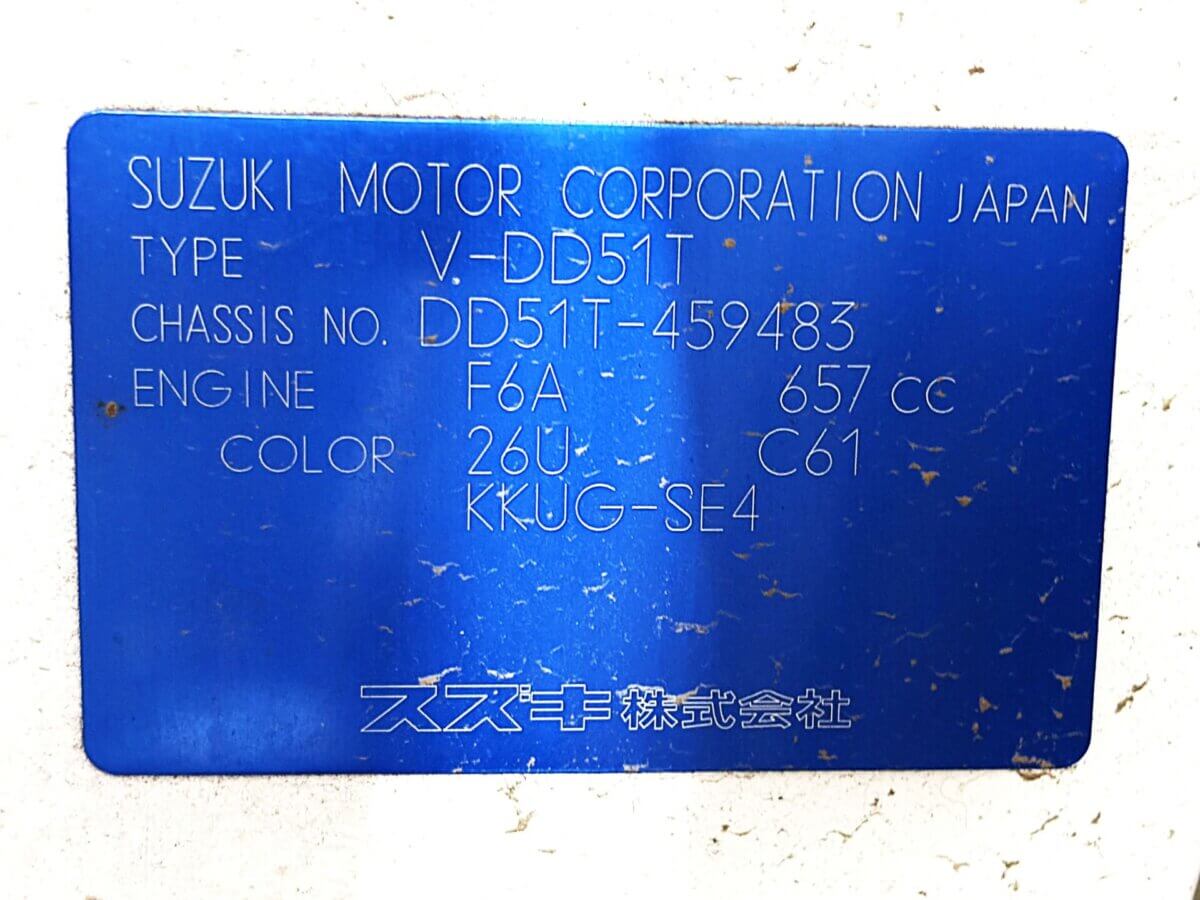 SUZUKI MOTOR CORPORATION JAPAN
TYPE V-DD51T
CHASSIS NO. DD51T-459483
ENGINE F6A 657 CC
COLOR 26U C61
KKUG-SE4
スズキ株式会社